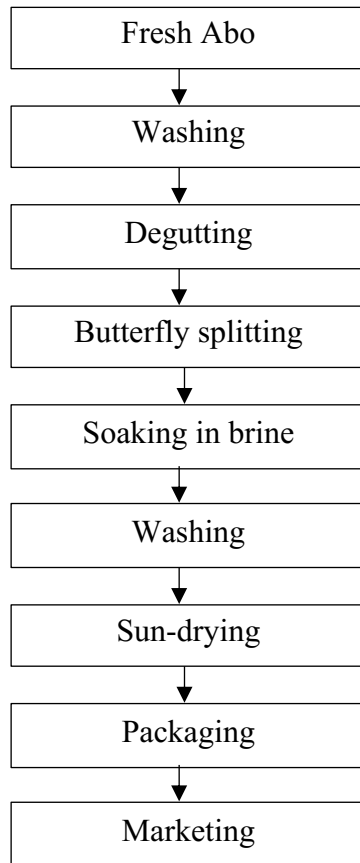 Fresh Abo
Washing
Degutting
Butterfly splitting
Soaking in brine
Washing
Sun-drying
Packaging
Marketing